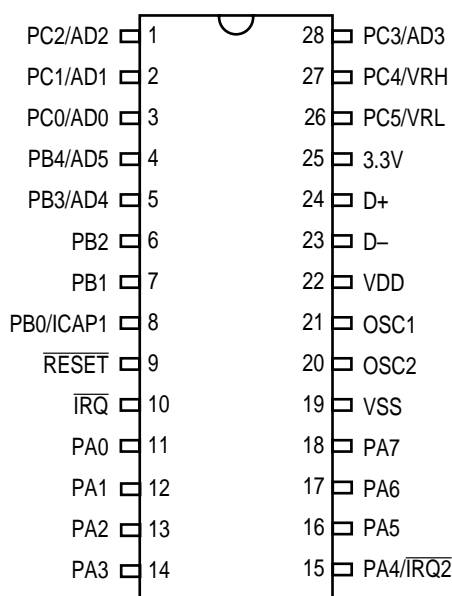 PC2/AD2 1 28 PC3/AD3
PC1/AD1 2 27 PC4/VRH
PC0/AD0 3 26 PC5/VRL
PB4/AD5 4 25 3.3V
PB3/AD4 5 24 D+
PB2 6 23 D–
PB1 7 22 VDD
PB0/ICAP1 8 21 OSC1
R̅E̅S̅E̅T̅ 9 20 OSC2
I̅R̅Q̅ 10 19 VSS
PA0 11 18 PA7
PA1 12 17 PA6
PA2 13 16 PA5
PA3 14 15 PA4/I̅R̅Q̅2̅